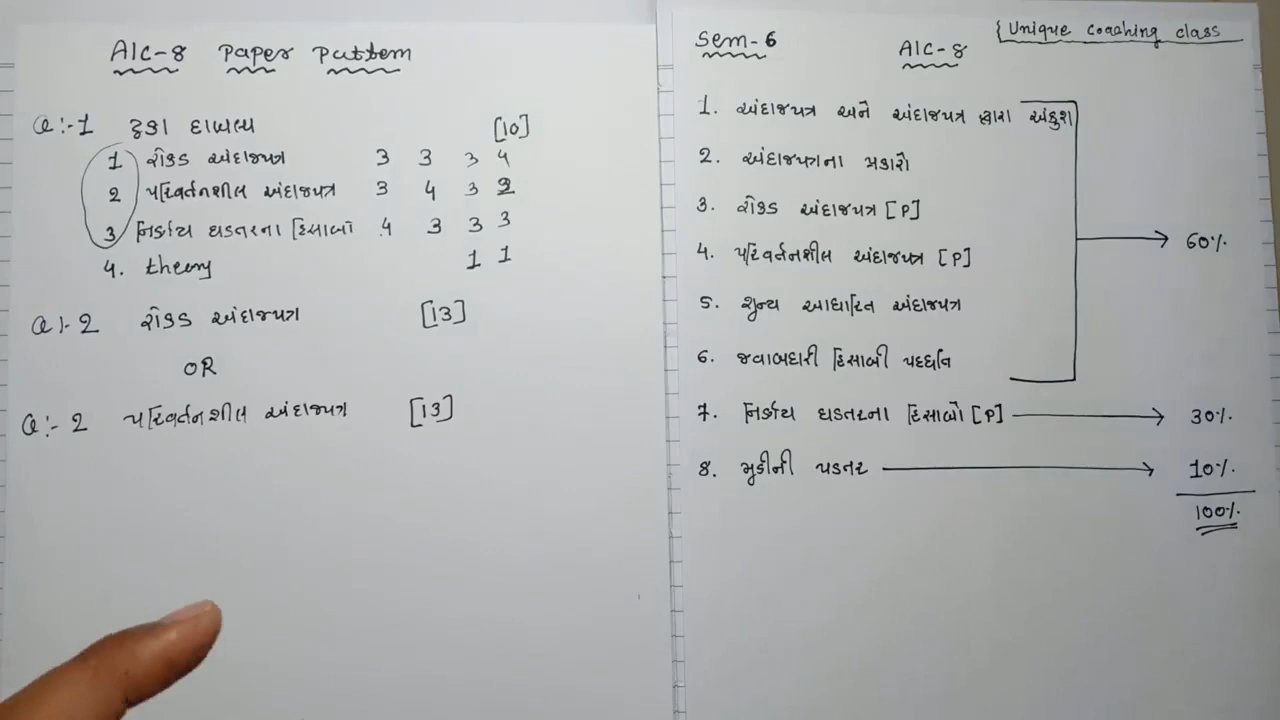 A/C-8 Paper Pattern
Q:-1 ટૂંકા દાખલા [10]
1 રોકડ અંદાજપત્ર 3 3 3 4
2 પરિવર્તનશીલ અંદાજપત્ર 3 4 3 2
3 નિર્ણય ઘડતરના હિસાબો 4 3 3 3
4. theory 1 1
Q:-2 રોકડ અંદાજપત્ર [13]
OR
Q:-2 પરિવર્તનશીલ અંદાજપત્ર [13]
Unique coaching class
Sem-6 A/C-8
1. અંદાજપત્ર અને અંદાજપત્ર દ્વારા અંકુશ
2. અંદાજપત્રના પ્રકારો
3. રોકડ અંદાજપત્ર [P]
4. પરિવર્તનશીલ અંદાજપત્ર [P]
5. શુન્ય આધારિત અંદાજપત્ર
6. જવાબદારી હિસાબી પદ્ધતિ
60%
7. નિર્ણય ઘડતરના હિસાબો [P] 30%
8. મુડીની પડતર 10%
100%